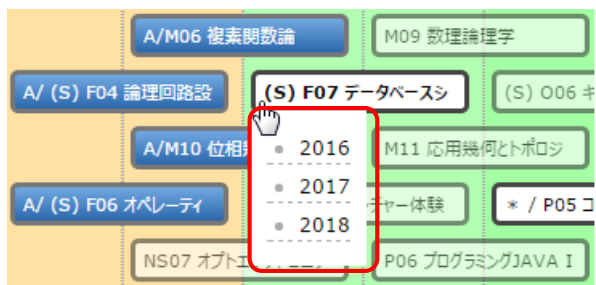 A/M06 複素関数論
M09 数理論理学
A/ (S) F04 論理回路設
(S) F07 データベースシ
(S) O06
A/M10 位相
2016
M11 応用幾何とトポロジ
2017
A/ (S) F06 オペレーティ
チャー体験
* / P05 コ
2018
NS07 オプト
P06 プログラミングJAVA I